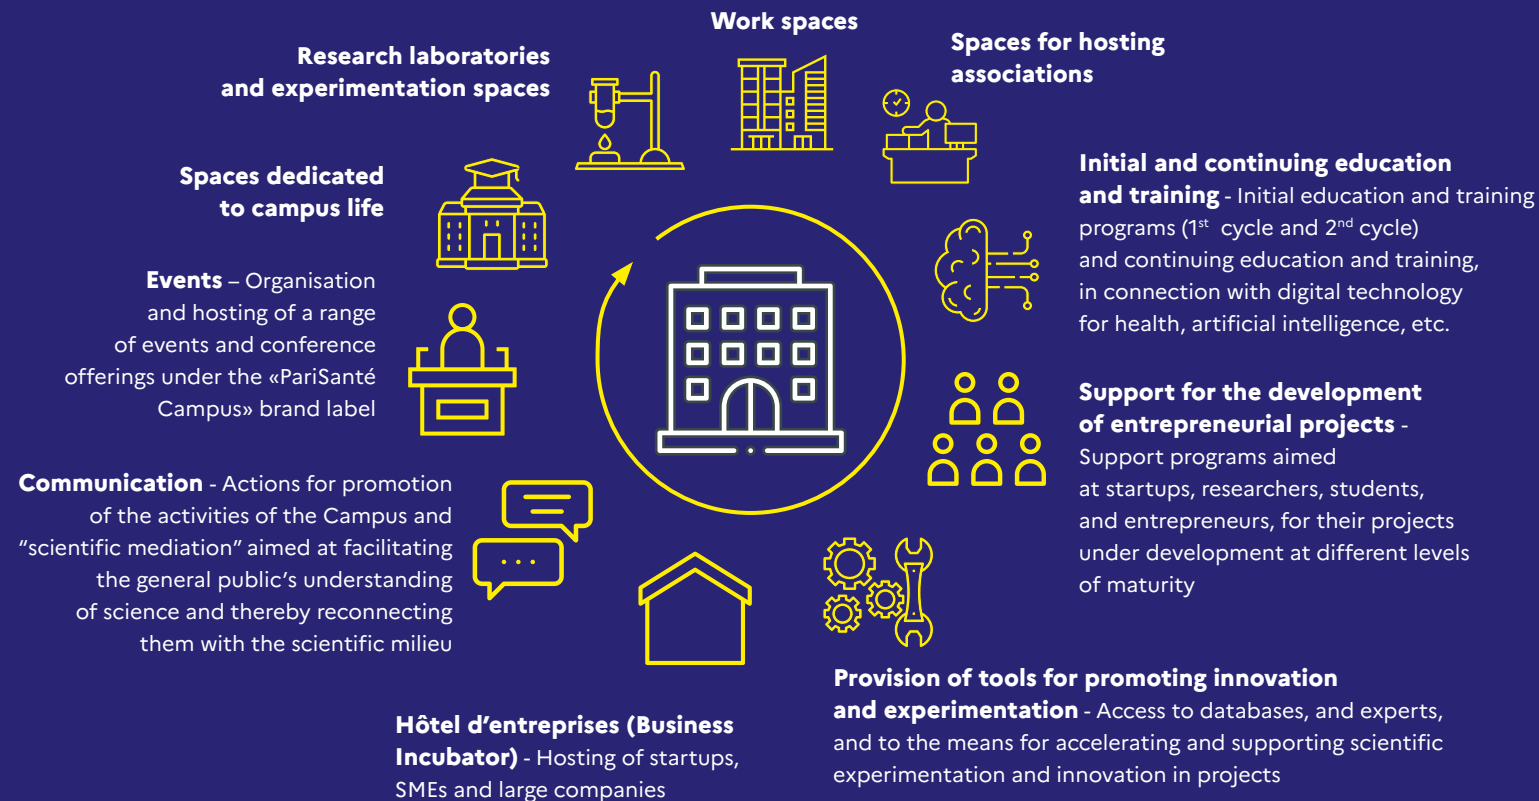 Work spaces
Spaces for hosting
associations
Research laboratories
and experimentation spaces
Initial and continuing education
and training - Initial education and training
programs (1st cycle and 2nd cycle)
and continuing education and training,
in connection with digital technology
for health, artificial intelligence, etc.
Spaces dedicated
to campus life
Events – Organisation
and hosting of a range
of events and conference
offerings under the «PariSanté
Campus» brand label
Support for the development
of entrepreneurial projects -
Support programs aimed
at startups, researchers, students,
and entrepreneurs, for their projects
under development at different levels
of maturity
Communication - Actions for promotion
of the activities of the Campus and
“scientific mediation” aimed at facilitating
the general public’s understanding
of science and thereby reconnecting
them with the scientific milieu
Provision of tools for promoting innovation
and experimentation - Access to databases, and experts,
and to the means for accelerating and supporting scientific
experimentation and innovation in projects
Hôtel d’entreprises (Business
Incubator) - Hosting of startups,
SMEs and large companies